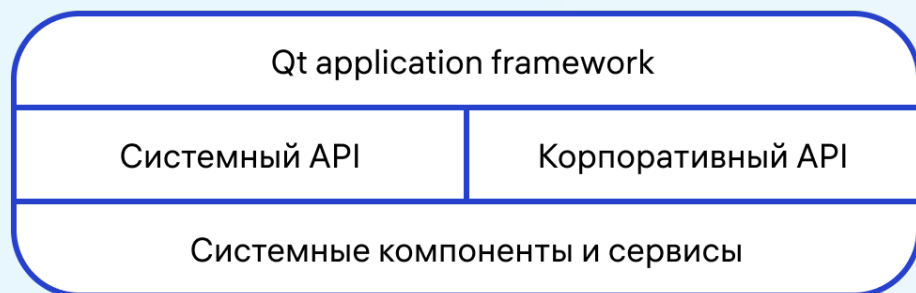 Qt application framework
Системный API
Корпоративный API
Системные компоненты и сервисы